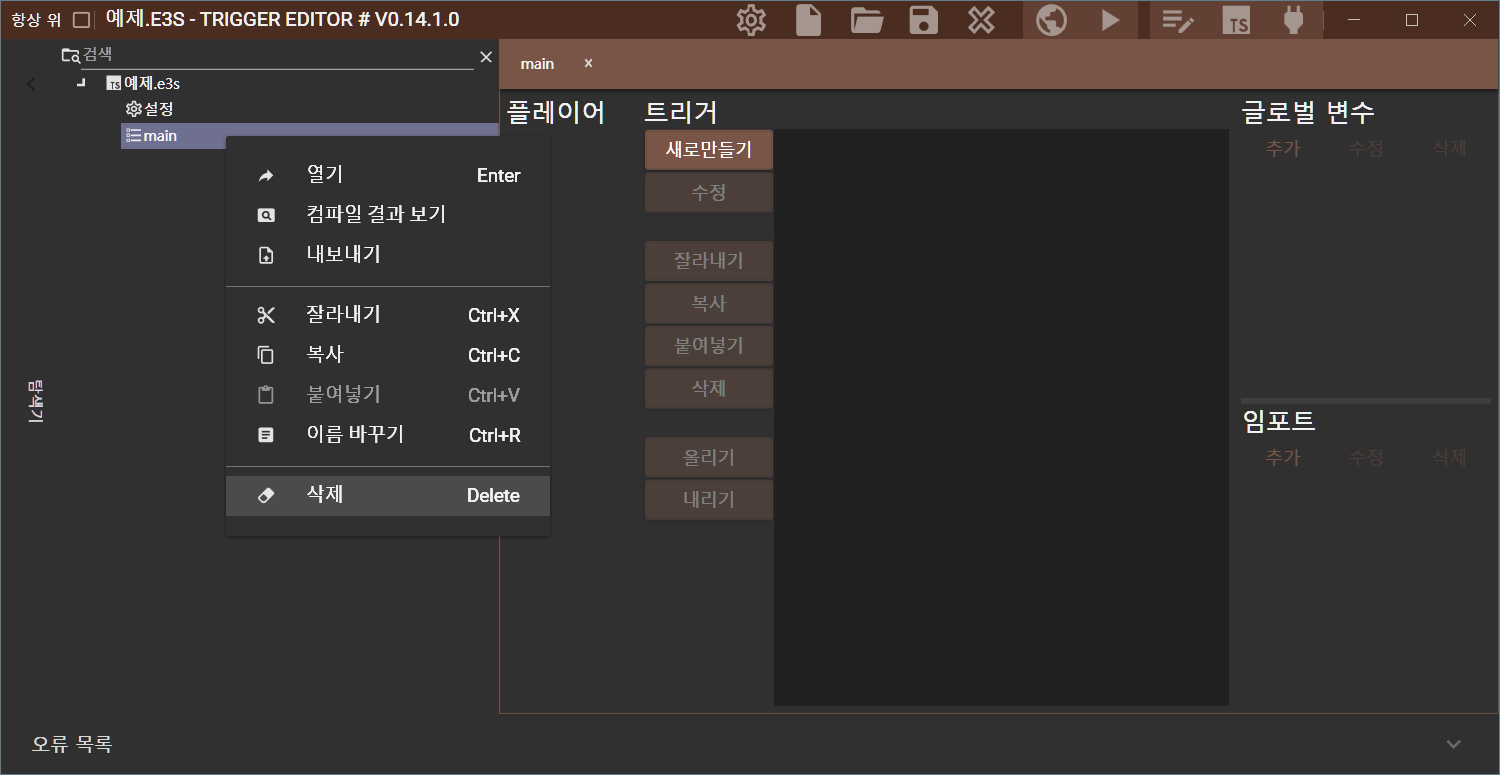 항상 위
예제.E3S - TRIGGER EDITOR # V0.14.1.0
TS
검색
TS 예제.e3s
설정
main
열기 Enter
컴파일 결과 보기
내보내기
잘라내기 Ctrl+X
복사 Ctrl+C
붙여넣기 Ctrl+V
이름 바꾸기 Ctrl+R
삭제 Delete
탐색기
main
플레이어
트리거
새로만들기
수정
잘라내기
복사
붙여넣기
삭제
올리기
내리기
글로벌 변수
추가 수정 삭제
임포트
추가 수정 삭제
오류 목록